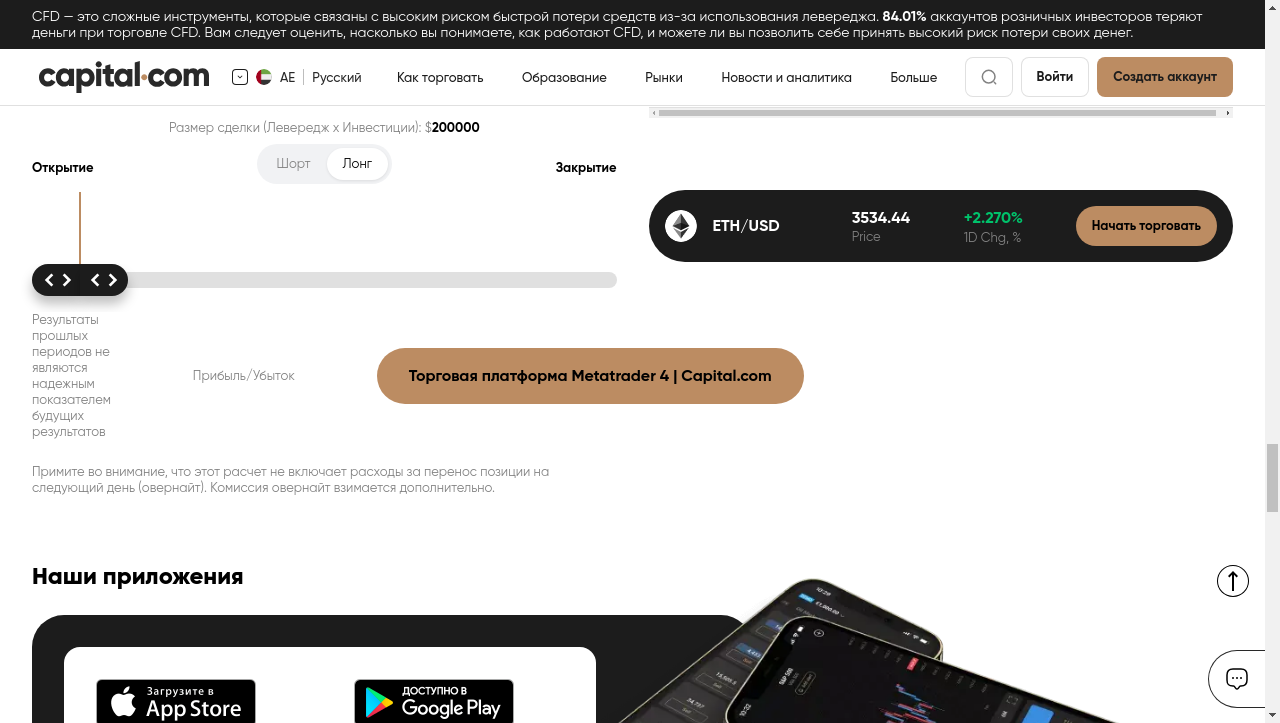 CFD — это сложные инструменты, которые связаны с высоким риском быстрой потери средств из-за использования левереджа. 84.01% аккаунтов розничных инвесторов теряют
деньги при торговле CFD. Вам следует оценить, насколько вы понимаете, как работают CFD, и можете ли вы позволить себе принять высокий риск потери своих денег.
capital.com AE Русский Как торговать Образование Рынки Новости и аналитика Больше Войти Создать аккаунт
Размер сделки (Левередж x Инвестиции): $200000
Открытие Шорт Лонг Закрытие
ETH/USD 3534.44 +2.270% Начать торговать
Price 1D Chg, %
Результаты
прошлых
периодов не
являются
надежным
показателем
будущих
результатов
Прибыль/Убыток
Торговая платформа Metatrader 4 | Capital.com
Примите во внимание, что этот расчет не включает расходы за перенос позиции на
следующий день (овернайт). Комиссия овернайт взимается дополнительно.
Наши приложения
Загрузите в
App Store
ДОСТУПНО В
Google Play
10:29
S&P 500
10:22